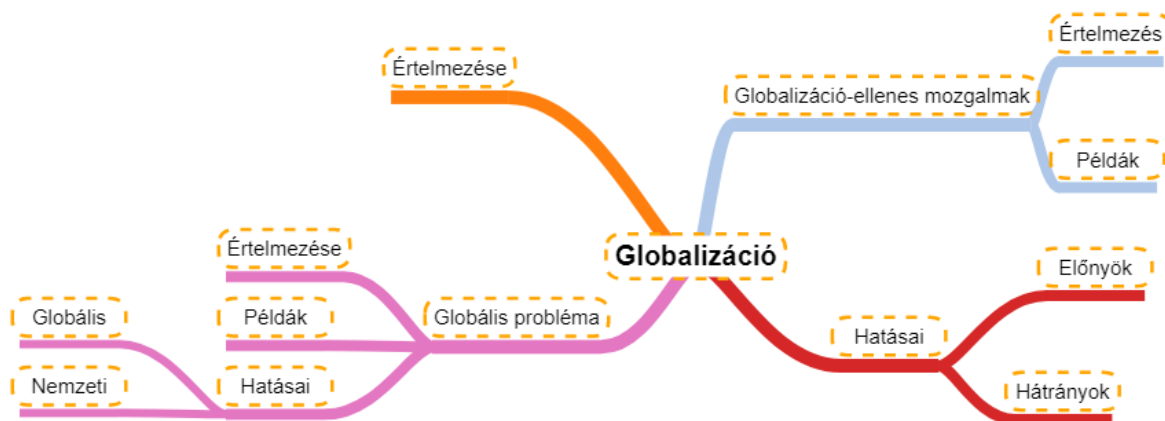 Értelmezés
Értelmezése
Globalizáció-ellenes mozgalmak
Példák
Értelmezése
Globalizáció
Előnyök
Globális
Példák
Globális probléma
Hatásai
Nemzeti
Hatásai
Hátrányok